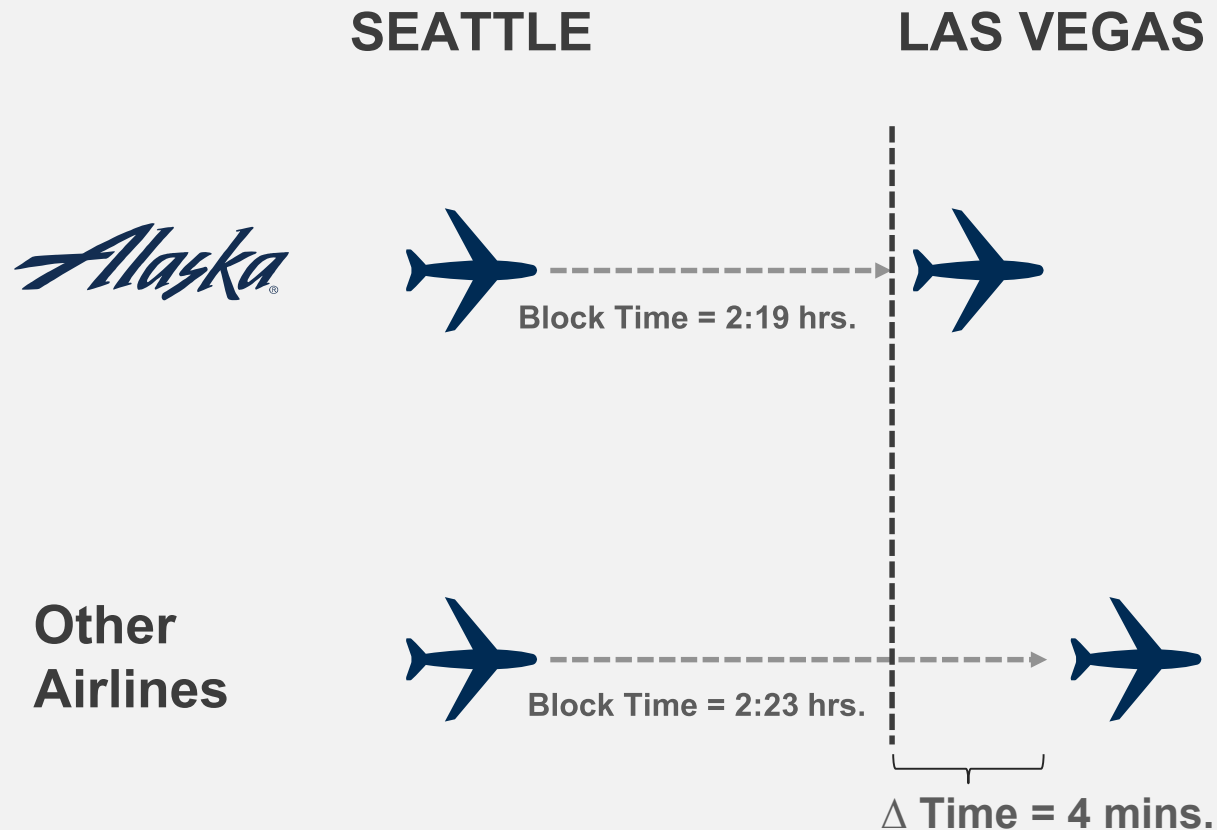 SEATTLE
LAS VEGAS
Alaska®
Block Time = 2:19 hrs.
Other
Airlines
Block Time = 2:23 hrs.
Δ Time = 4 mins.